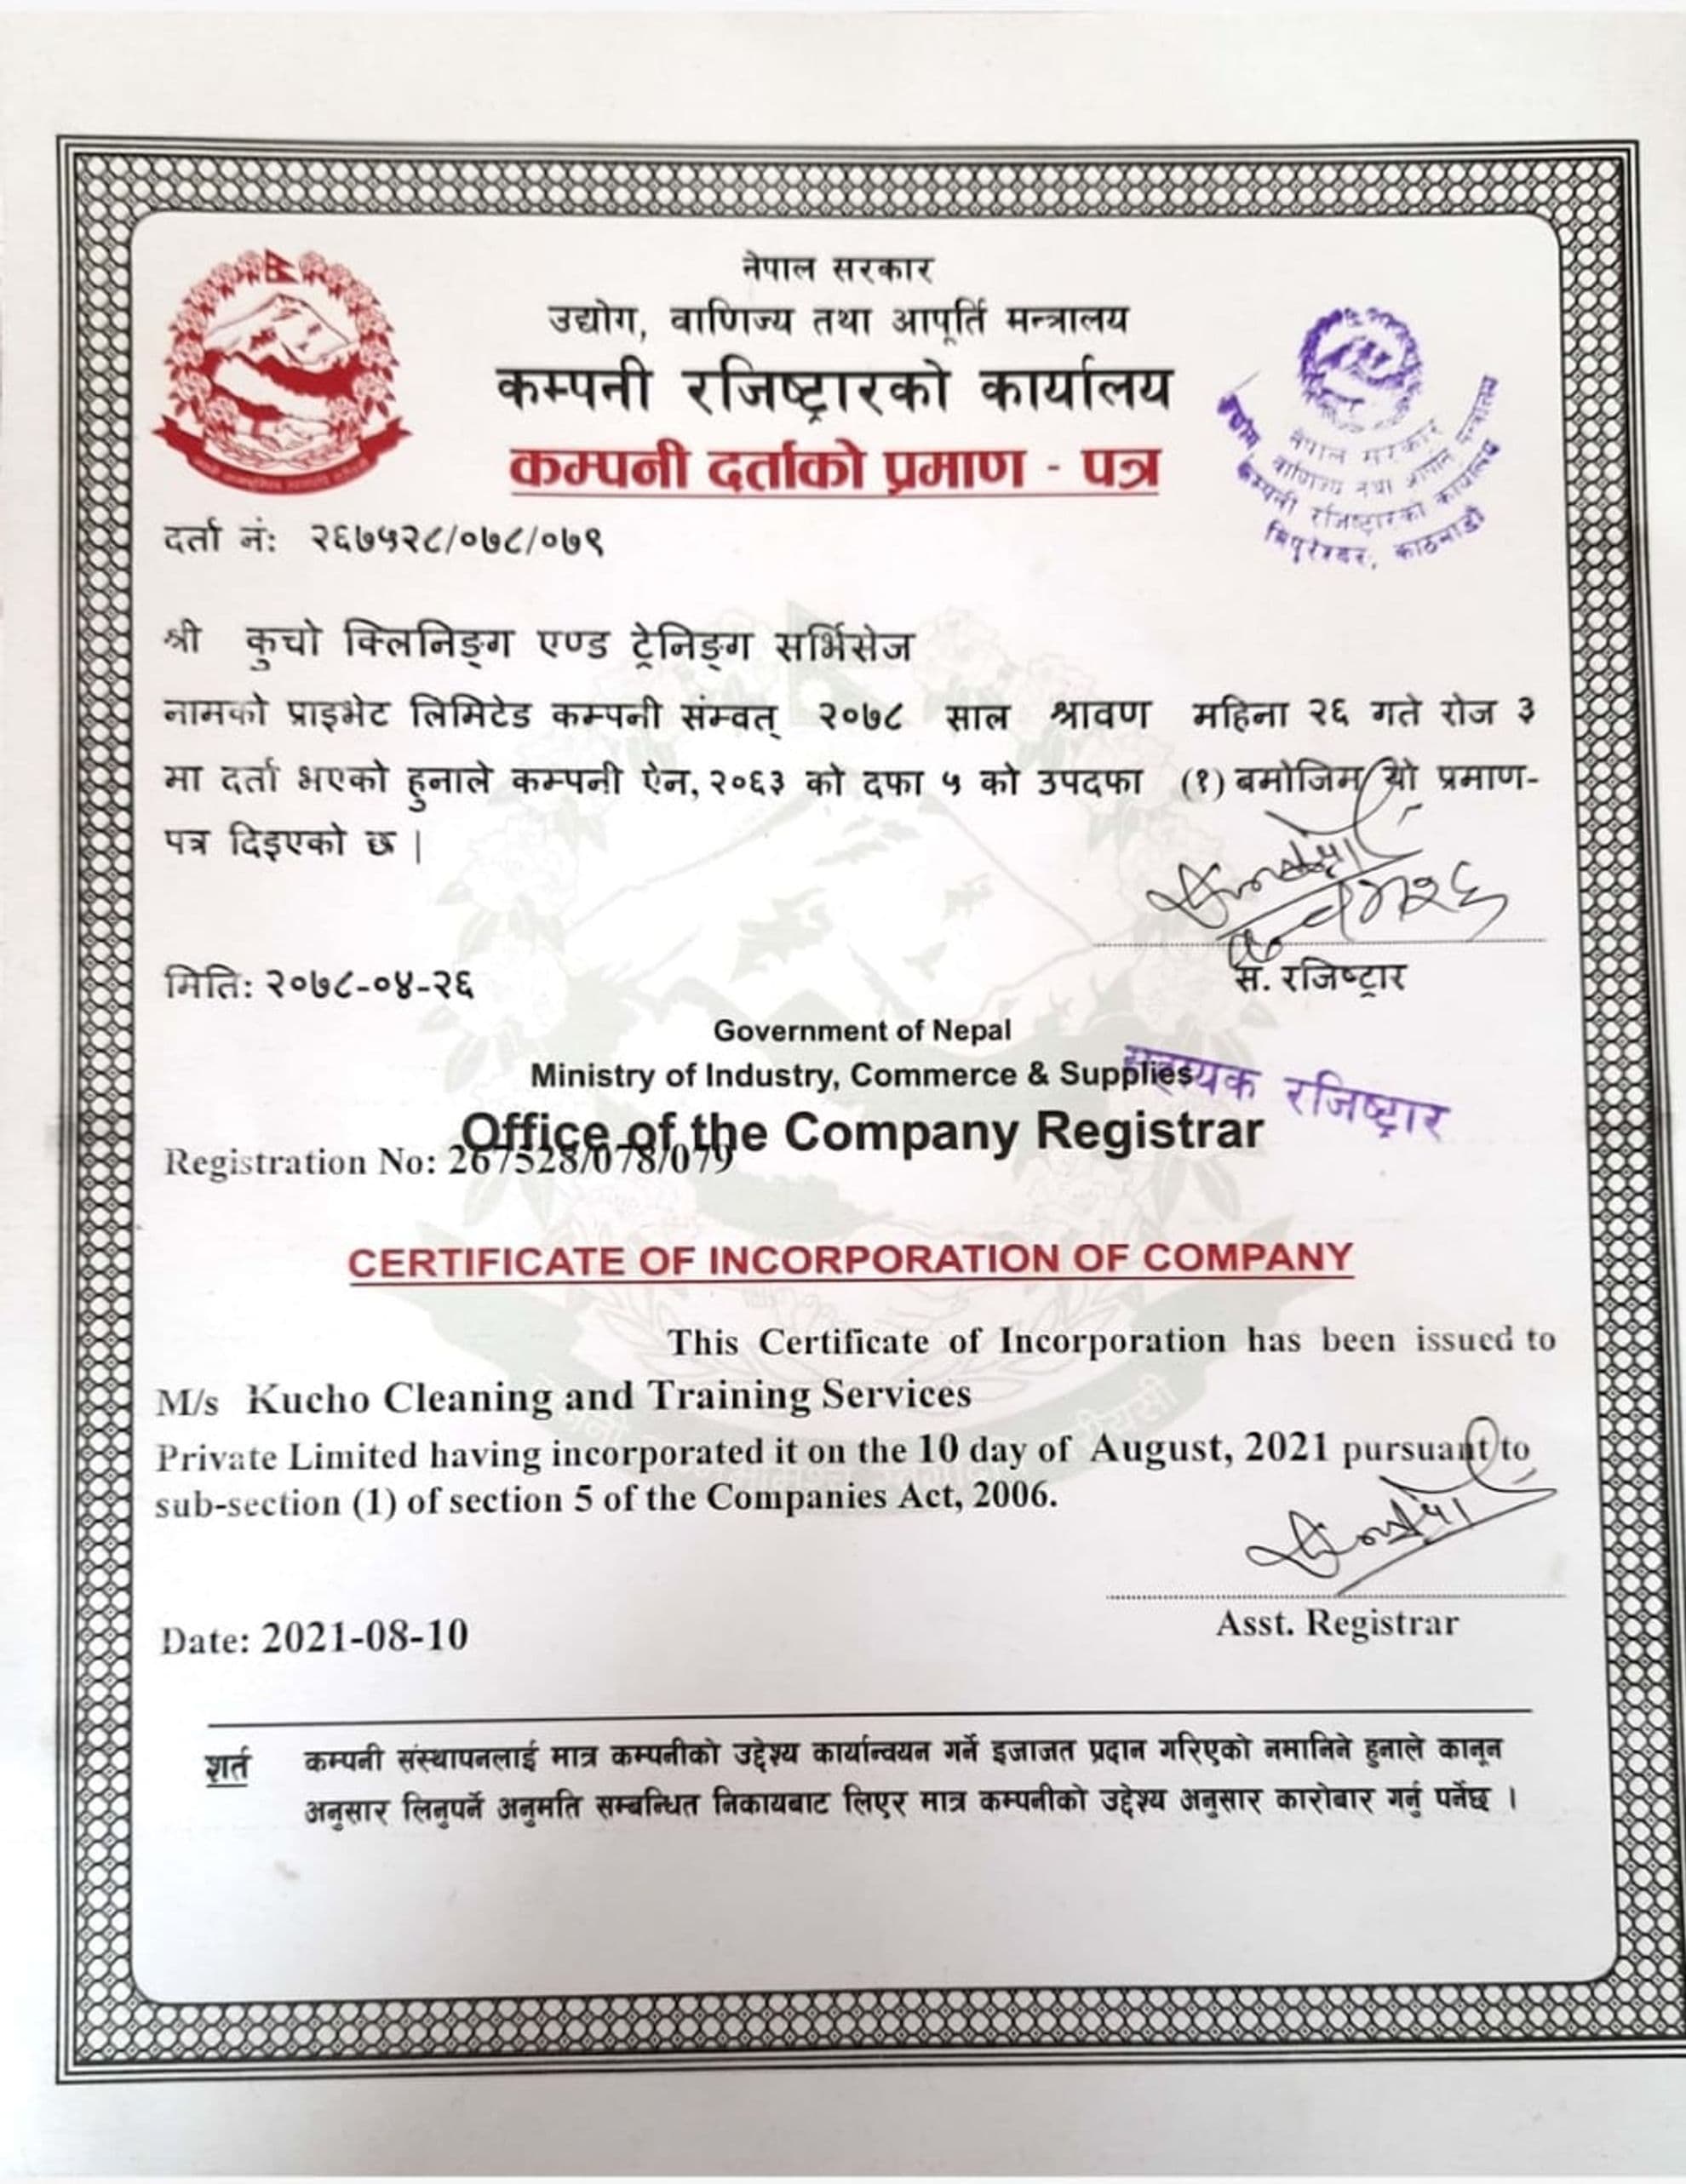 नेपाल सरकार
उद्योग, वाणिज्य तथा आपूर्ति मन्त्रालय
कम्पनी रजिष्ट्रारको कार्यालय
कम्पनी दर्ताको प्रमाण - पत्र
नेपाल सरकार
उद्योग, वाणिज्य तथा आपूर्ति मन्त्रालय
कम्पनी रजिष्ट्रारको कार्यालय
त्रिपुरेश्वर, काठमाडौं
दर्ता नं: २६७५२८/०७८/०७९
श्री कुचो क्लिनिङ्ग एण्ड ट्रेनिङ्ग सर्भिसेज
नामको प्राइभेट लिमिटेड कम्पनी संम्वत् २०७८ साल श्रावण महिना २६ गते रोज ३
मा दर्ता भएको हुनाले कम्पनी ऐन, २०६३ को दफा ५ को उपदफा (१) बमोजिम यो प्रमाण-
पत्र दिइएको छ |
मिति: २०७८-०४-२६
स. रजिष्ट्रार
Government of Nepal
Ministry of Industry, Commerce & Supplies
सहायक रजिष्ट्रार
Office of the Company Registrar
Registration No: 267528/078/079
CERTIFICATE OF INCORPORATION OF COMPANY
This Certificate of Incorporation has been issued to
M/s Kucho Cleaning and Training Services
Private Limited having incorporated it on the 10 day of August, 2021 pursuant to
sub-section (1) of section 5 of the Companies Act, 2006.
Date: 2021-08-10
Asst. Registrar
शर्त कम्पनी संस्थापनलाई मात्र कम्पनीको उद्देश्य कार्यान्वयन गर्ने इजाजत प्रदान गरिएको नमानिने हुनाले कानून
अनुसार लिनुपर्ने अनुमति सम्बन्धित निकायबाट लिएर मात्र कम्पनीको उद्देश्य अनुसार कारोबार गर्नु पर्नेछ ।